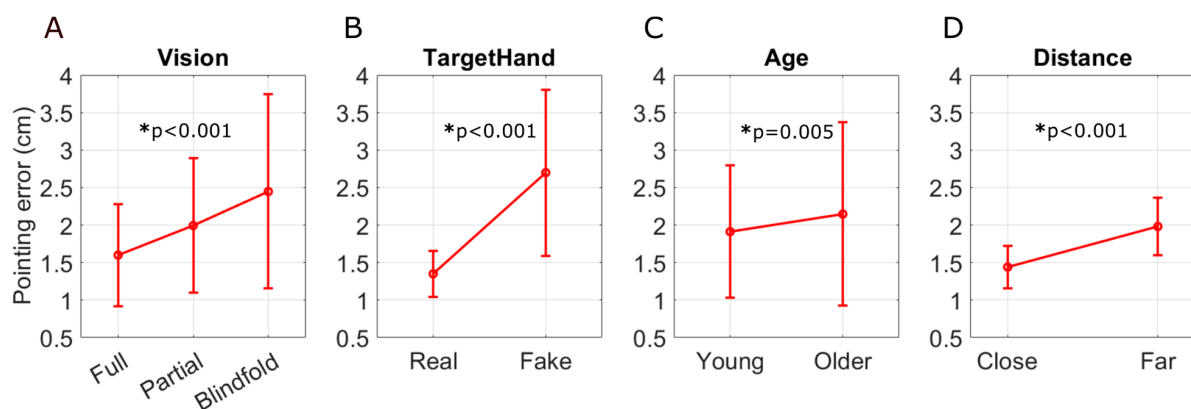 A
B
C
D
Vision
TargetHand
Age
Distance
Pointing error (cm)
4
3.5
3
2.5
2
1.5
1
0.5
*p<0.001
Full
Partial
Blindfold
4
3.5
3
2.5
2
1.5
1
0.5
*p<0.001
Real
Fake
4
3.5
3
2.5
2
1.5
1
0.5
*p=0.005
Young
Older
4
3.5
3
2.5
2
1.5
1
0.5
*p<0.001
Close
Far